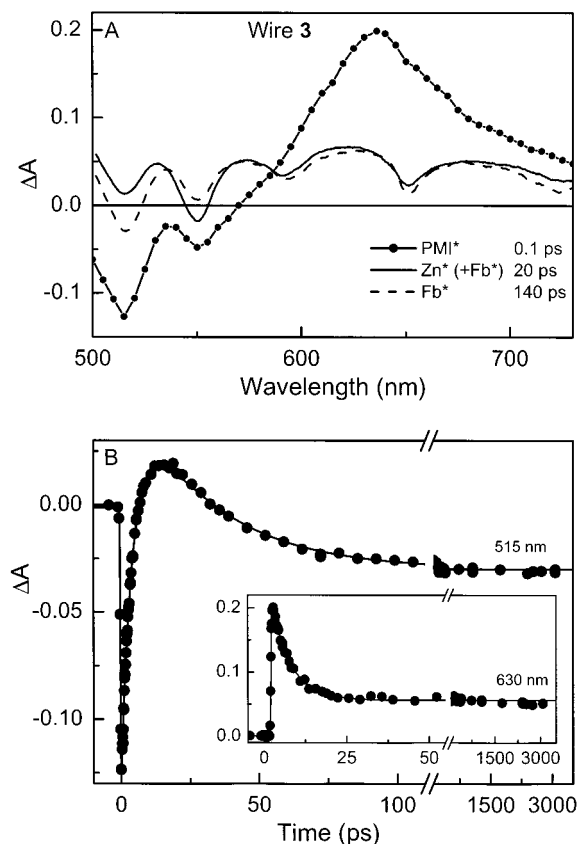 A Wire 3
0.2
0.1
0.0
-0.1
ΔA
PMI* 0.1 ps
Zn* (+Fb*) 20 ps
Fb* 140 ps
500 600 700
Wavelength (nm)
B
0.00
-0.05
-0.10
ΔA
515 nm
0.2
0.1
0.0
630 nm
0 25 50 1500 3000
0 50 100 1500 3000
Time (ps)